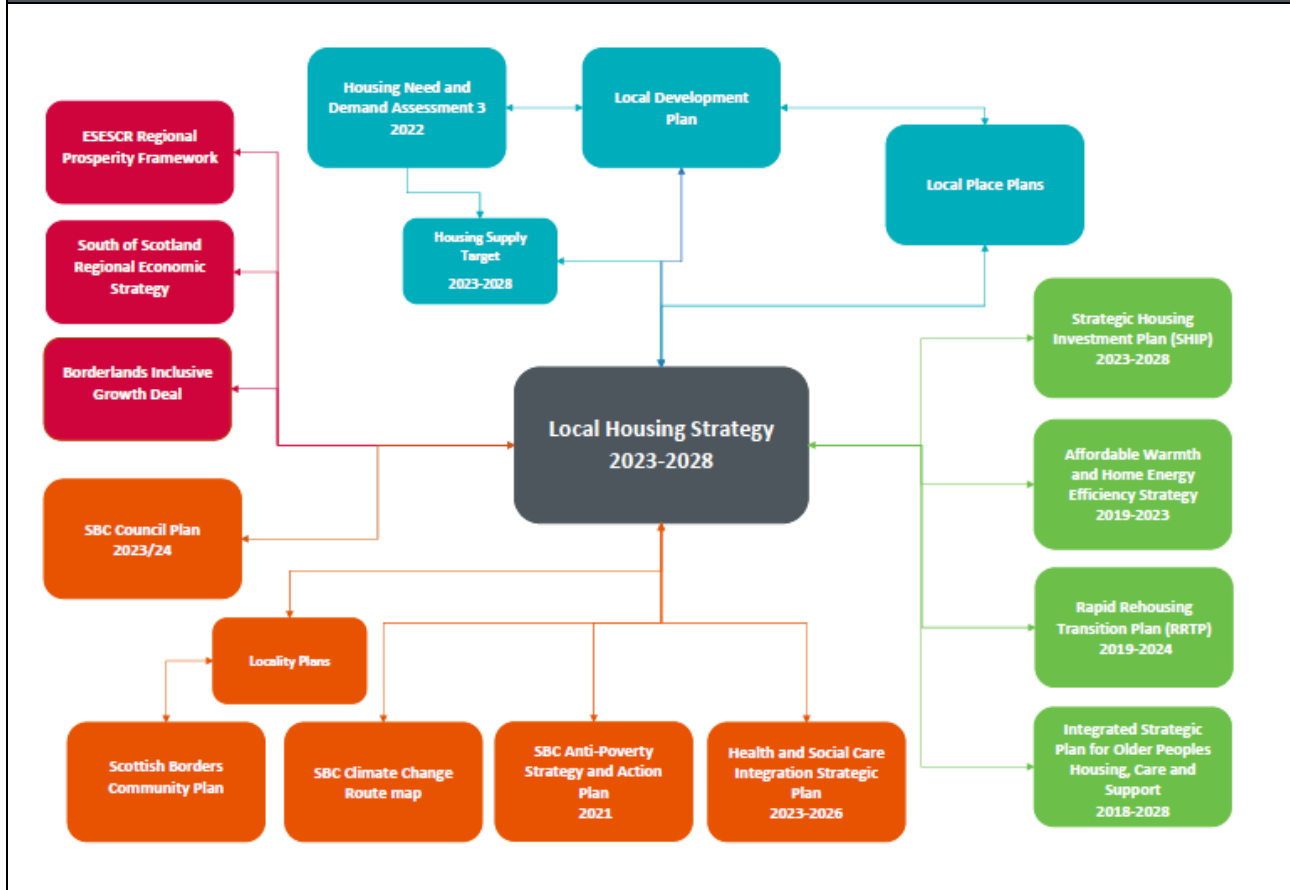 Housing Need and
Demand Assessment 3
2022
Local Development
Plan
ESESCR Regional
Prosperity Framework
Local Place Plans
South of Scotland
Regional Economic
Strategy
Housing Supply
Target
2023-2028
Strategic Housing
Investment Plan (SHIP)
2023-2028
Borderlands Inclusive
Growth Deal
Local Housing Strategy
2023-2028
Affordable Warmth
and Home Energy
Efficiency Strategy
2019-2023
SBC Council Plan
2023/24
Rapid Rehousing
Transition Plan (RRTP)
2019-2024
Locality Plans
Integrated Strategic
Plan for Older Peoples
Housing, Care and
Support
2018-2028
Scottish Borders
Community Plan
SBC Climate Change
Route map
SBC Anti-Poverty
Strategy and Action
Plan
2021
Health and Social Care
Integration Strategic
Plan
2023-2026